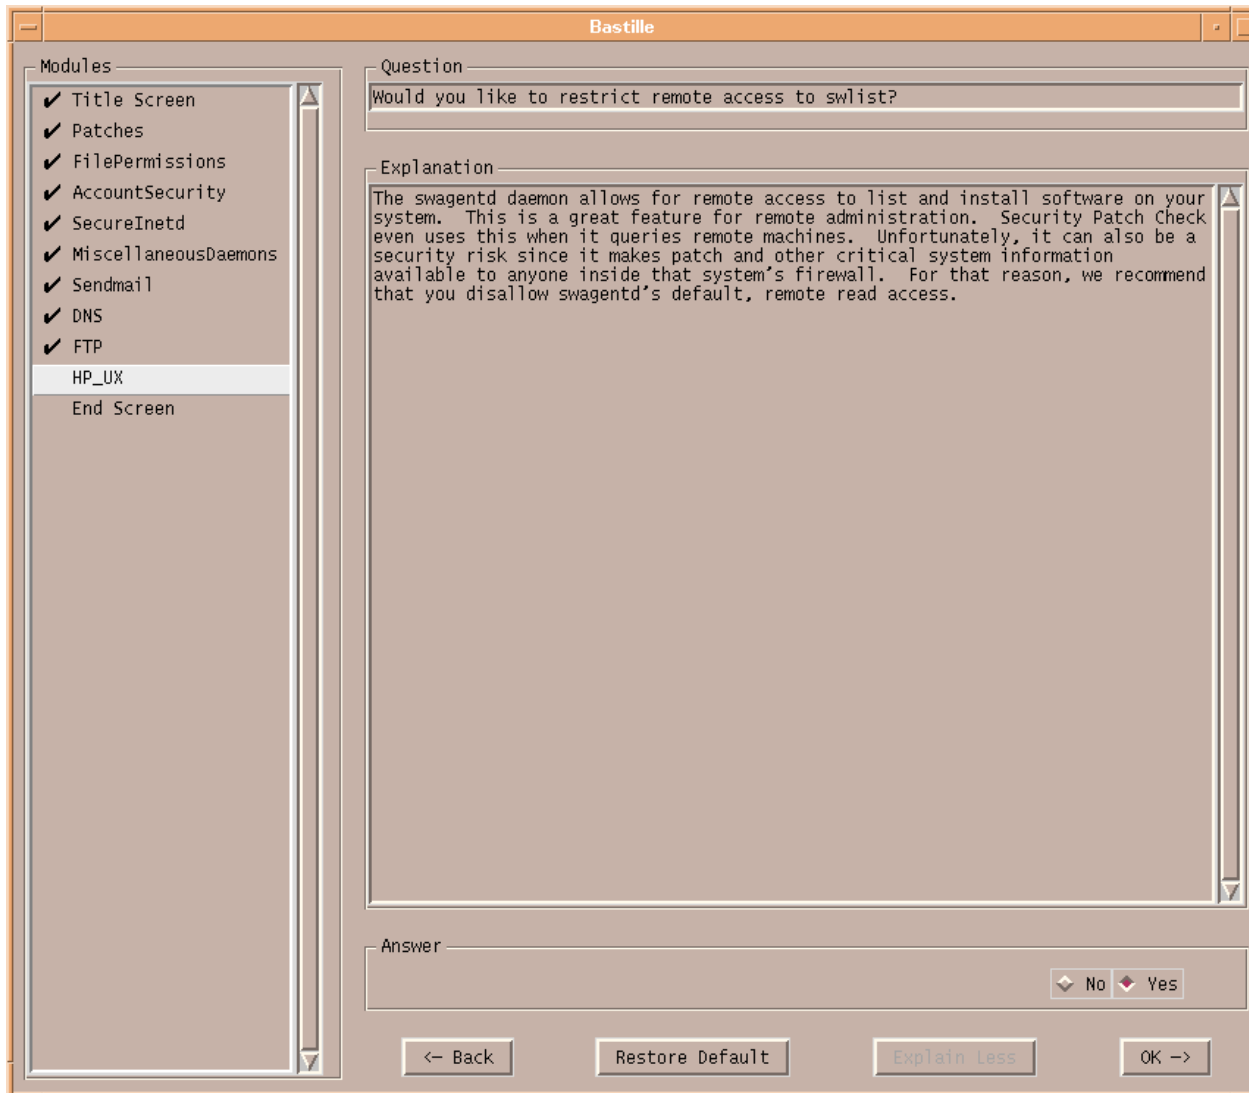 Bastille
Modules
Title Screen
Patches
FilePermissions
AccountSecurity
SecureInetd
MiscellaneousDaemons
Sendmail
DNS
FTP
HP_UX
End Screen
Question
Would you like to restrict remote access to swlist?
Explanation
The swagentd daemon allows for remote access to list and install software on your
system.  This is a great feature for remote administration.  Security Patch Check
even uses this when it queries remote machines.  Unfortunately, it can also be a
security risk since it makes patch and other critical system information
available to anyone inside that system's firewall.  For that reason, we recommend
that you disallow swagentd's default, remote read access.
Answer
No Yes
<- Back Restore Default Explain Less OK ->